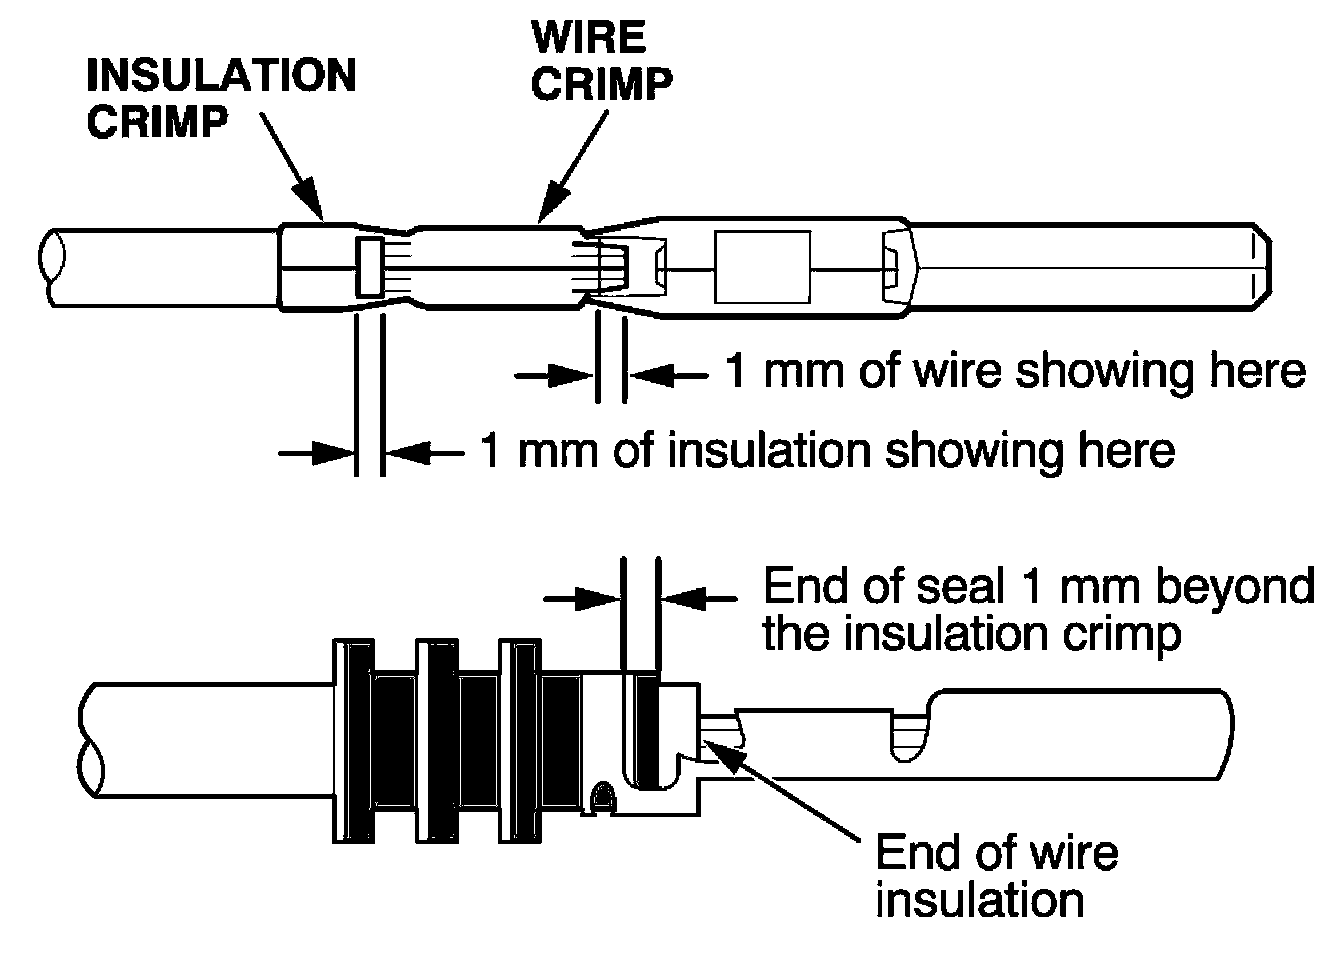 WIRE
CRIMP
INSULATION
CRIMP
1 mm of wire showing here
1 mm of insulation showing here
End of seal 1 mm beyond
the insulation crimp
End of wire
insulation